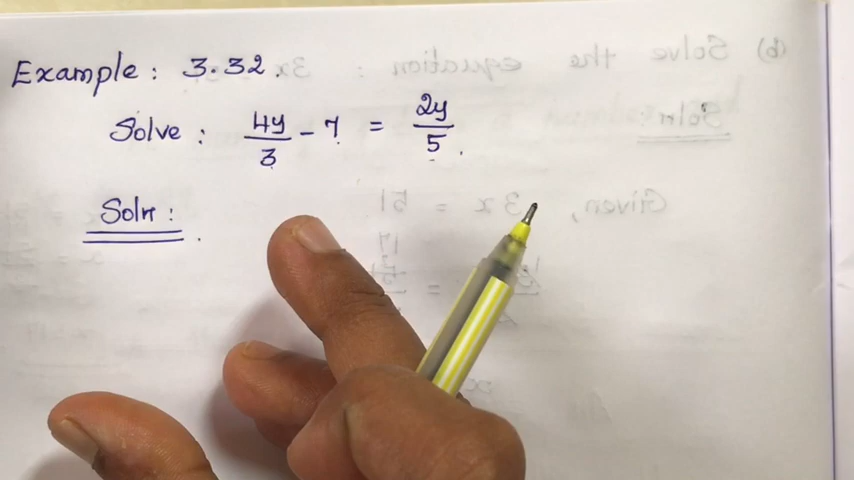 Example: 3.32.
Solve: 4y/3 - 7 = 2y/5.
Soln: